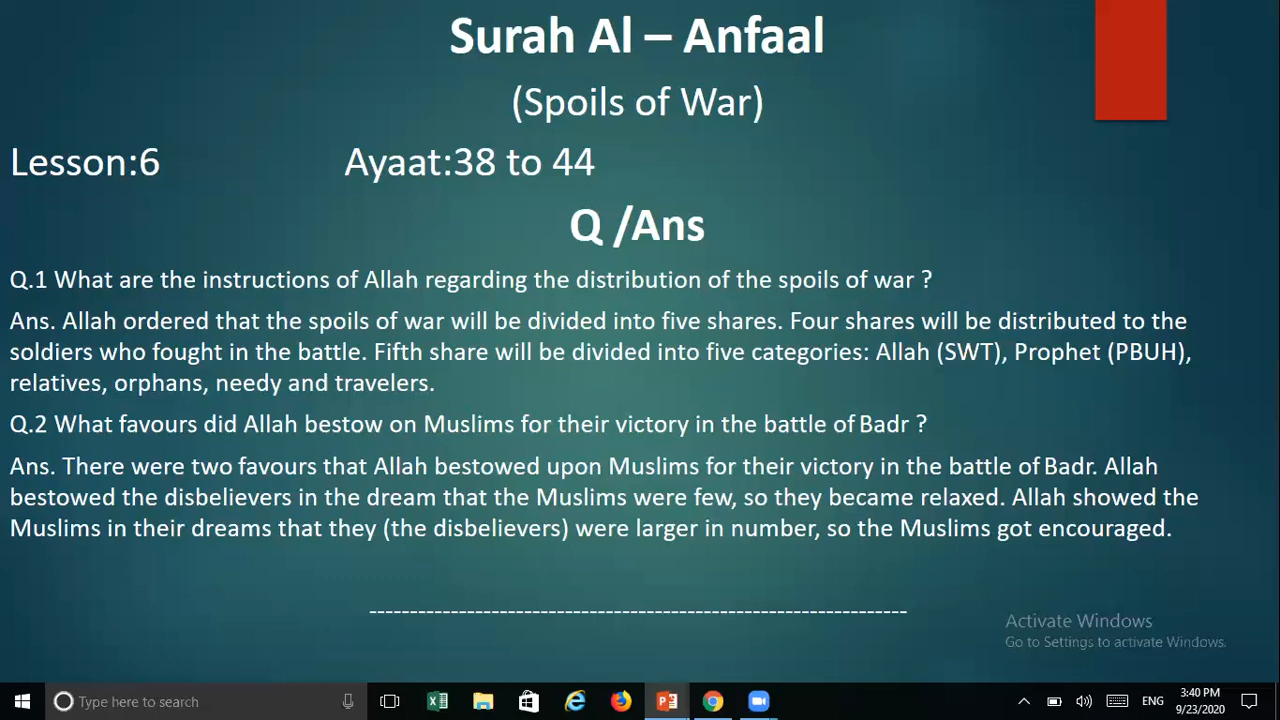 Surah Al – Anfaal
(Spoils of War)
Lesson:6 Ayaat:38 to 44
Q /Ans
Q.1 What are the instructions of Allah regarding the distribution of the spoils of war ?
Ans. Allah ordered that the spoils of war will be divided into five shares. Four shares will be distributed to the
soldiers who fought in the battle. Fifth share will be divided into five categories: Allah (SWT), Prophet (PBUH),
relatives, orphans, needy and travelers.
Q.2 What favours did Allah bestow on Muslims for their victory in the battle of Badr ?
Ans. There were two favours that Allah bestowed upon Muslims for their victory in the battle of Badr. Allah
bestowed the disbelievers in the dream that the Muslims were few, so they became relaxed. Allah showed the
Muslims in their dreams that they (the disbelievers) were larger in number, so the Muslims got encouraged.
------------------------------------------------------------------
Activate Windows
Go to Settings to activate Windows.
Type here to search
ENG
3:40 PM
9/23/2020